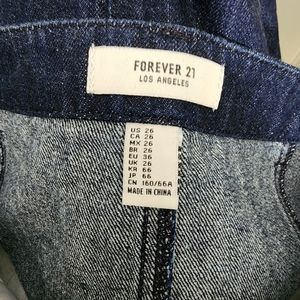 FOREVER 21
LOS ANGELES
US 26
CA 26
MX 26
BR 26
EU 36
UK 26
KR 66
JP 66
CN 160/66A
MADE IN CHINA